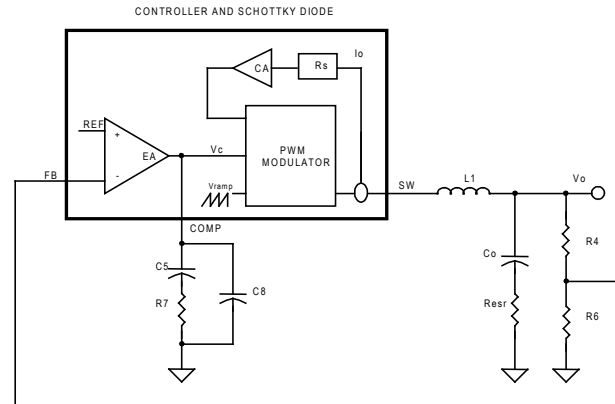 CONTROLLER AND SCHOTTKY DIODE
Io
CA
Rs
REF
+
EA
-
Vc
PWM
MODULATOR
FB
Vramp
SW
L1
Vo
COMP
R4
C5
C8
Co
R7
Resr
R6